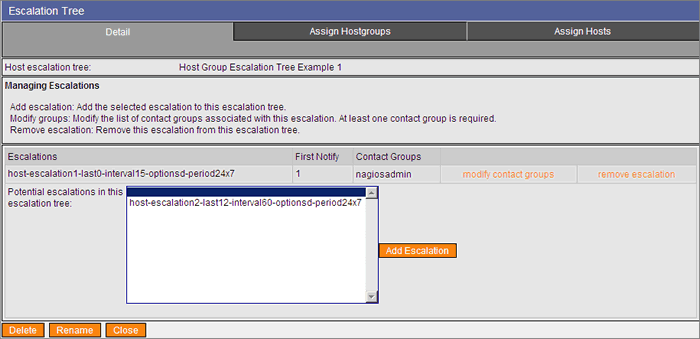 Escalation Tree
Detail Assign Hostgroups Assign Hosts
Host escalation tree: Host Group Escalation Tree Example 1
Managing Escalations
Add escalation: Add the selected escalation to this escalation tree.
Modify groups: Modify the list of contact groups associated with this escalation. At least one contact group is required.
Remove escalation: Remove this escalation from this escalation tree.
Escalations First Notify Contact Groups
host-escalation1-last0-interval15-optionsd-period24x7 1 nagiosadmin modify contact groups remove escalation
Potential escalations in this
escalation tree:
host-escalation2-last12-interval60-optionsd-period24x7
Add Escalation
Delete Rename Close